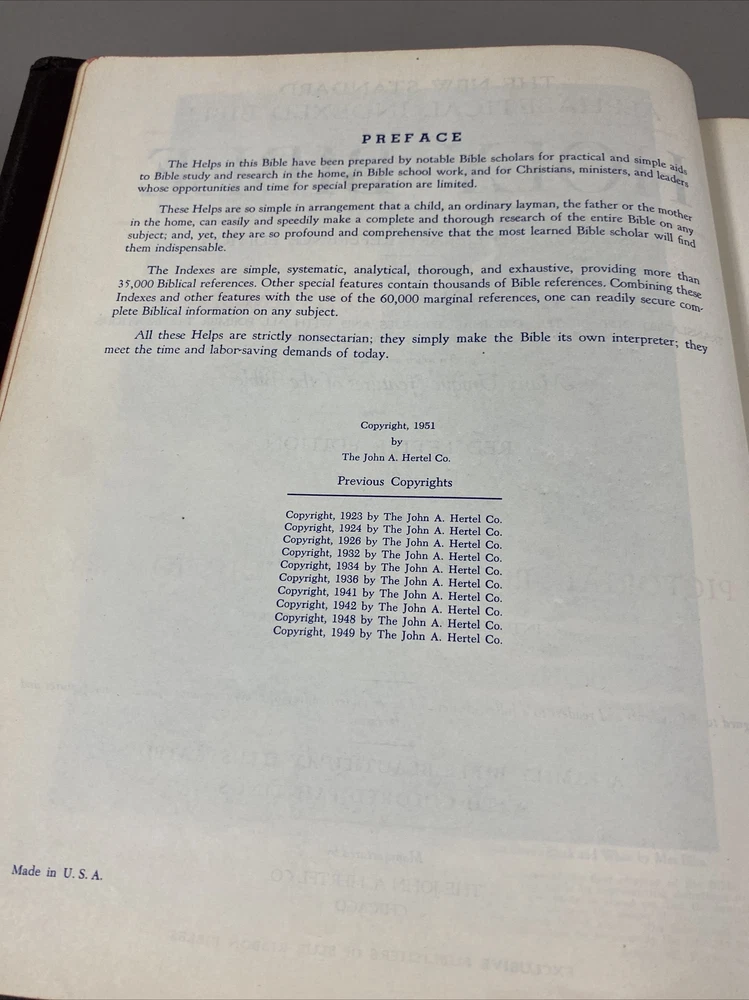 PREFACE
The Helps in this Bible have been prepared by notable Bible scholars for practical and simple aids
to Bible study and research in the home, in Bible school work, and for Christians, ministers, and leaders
whose opportunities and time for special preparation are limited.
These Helps are so simple in arrangement that a child, an ordinary layman, the father or the mother
in the home, can easily and speedily make a complete and thorough research of the entire Bible on any
subject; and, yet, they are so profound and comprehensive that the most learned Bible scholar will find
them indispensable.
The Indexes are simple, systematic, analytical, thorough, and exhaustive, providing more than
35,000 Biblical references. Other special features contain thousands of Bible references. Combining these
Indexes and other features with the use of the 60,000 marginal references, one can readily secure com-
plete Biblical information on any subject.
All these Helps are strictly nonsectarian; they simply make the Bible its own interpreter; they
meet the time and labor-saving demands of today.
Copyright, 1951
by
The John A. Hertel Co.
Previous Copyrights
Copyright, 1923 by The John A. Hertel Co.
Copyright, 1924 by The John A. Hertel Co.
Copyright, 1926 by The John A. Hertel Co.
Copyright, 1932 by The John A. Hertel Co.
Copyright, 1934 by The John A. Hertel Co.
Copyright, 1936 by The John A. Hertel Co.
Copyright, 1941 by The John A. Hertel Co.
Copyright, 1942 by The John A. Hertel Co.
Copyright, 1948 by The John A. Hertel Co.
Copyright, 1949 by The John A. Hertel Co.
Made in U. S. A.